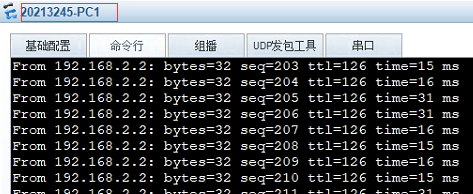 20213245-PC1
基础配置 命令行 组播 UDP发包工具 串口
From 192.168.2.2: bytes=32 seq=203 ttl=126 time=15 ms
From 192.168.2.2: bytes=32 seq=204 ttl=126 time=16 ms
From 192.168.2.2: bytes=32 seq=205 ttl=126 time=31 ms
From 192.168.2.2: bytes=32 seq=206 ttl=126 time=31 ms
From 192.168.2.2: bytes=32 seq=207 ttl=126 time=16 ms
From 192.168.2.2: bytes=32 seq=208 ttl=126 time=15 ms
From 192.168.2.2: bytes=32 seq=209 ttl=126 time=16 ms
From 192.168.2.2: bytes=32 seq=210 ttl=126 time=15 ms
From 192.168.2.2: bytes=32 seq=211 ttl=126 time=31 ms